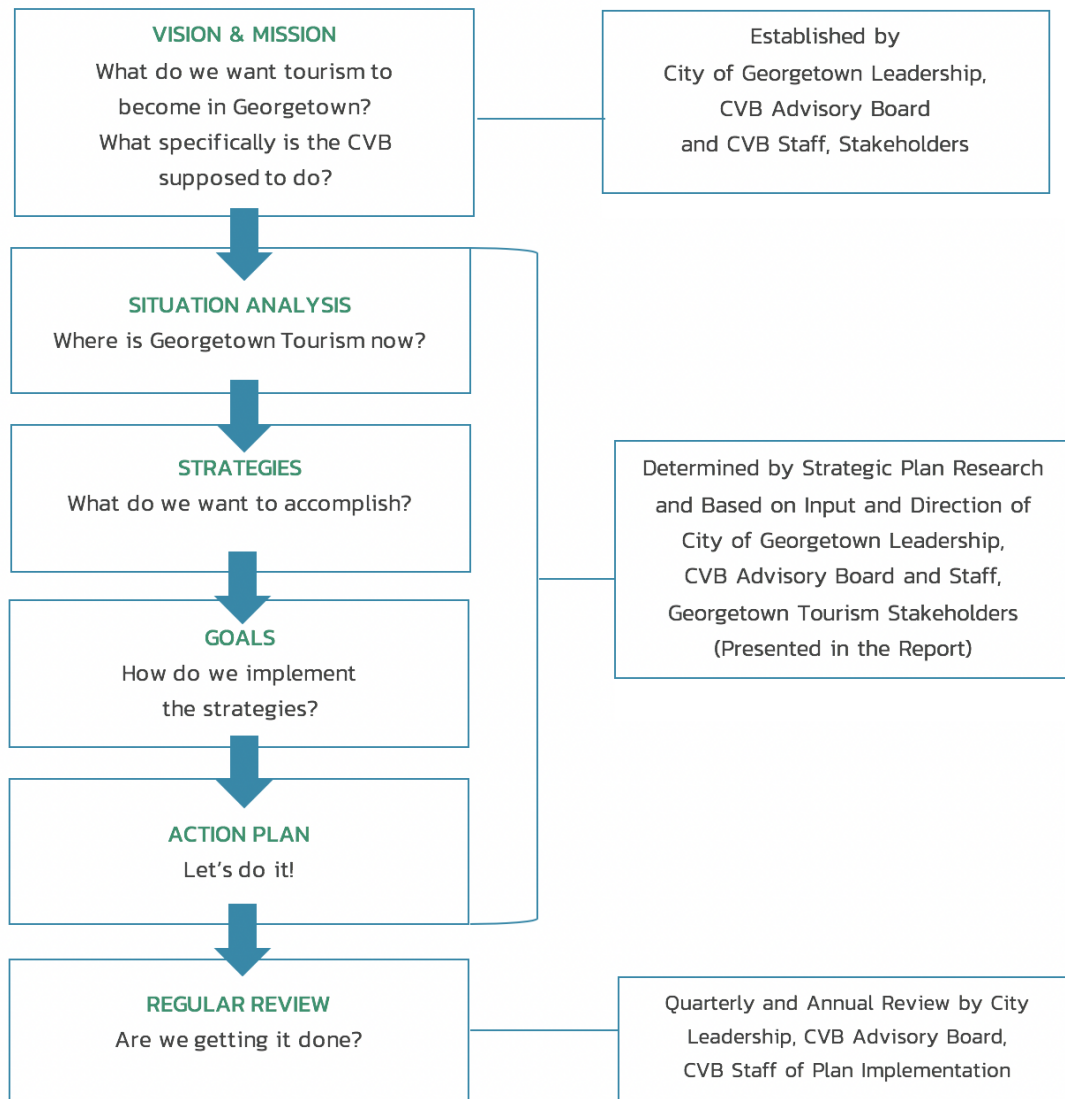 VISION & MISSION
What do we want tourism to
become in Georgetown?
What specifically is the CVB
supposed to do?
Established by
City of Georgetown Leadership,
CVB Advisory Board
and CVB Staff, Stakeholders
SITUATION ANALYSIS
Where is Georgetown Tourism now?
STRATEGIES
What do we want to accomplish?
GOALS
How do we implement
the strategies?
ACTION PLAN
Let's do it!
Determined by Strategic Plan Research
and Based on Input and Direction of
City of Georgetown Leadership,
CVB Advisory Board and Staff,
Georgetown Tourism Stakeholders
(Presented in the Report)
REGULAR REVIEW
Are we getting it done?
Quarterly and Annual Review by City
Leadership, CVB Advisory Board,
CVB Staff of Plan Implementation